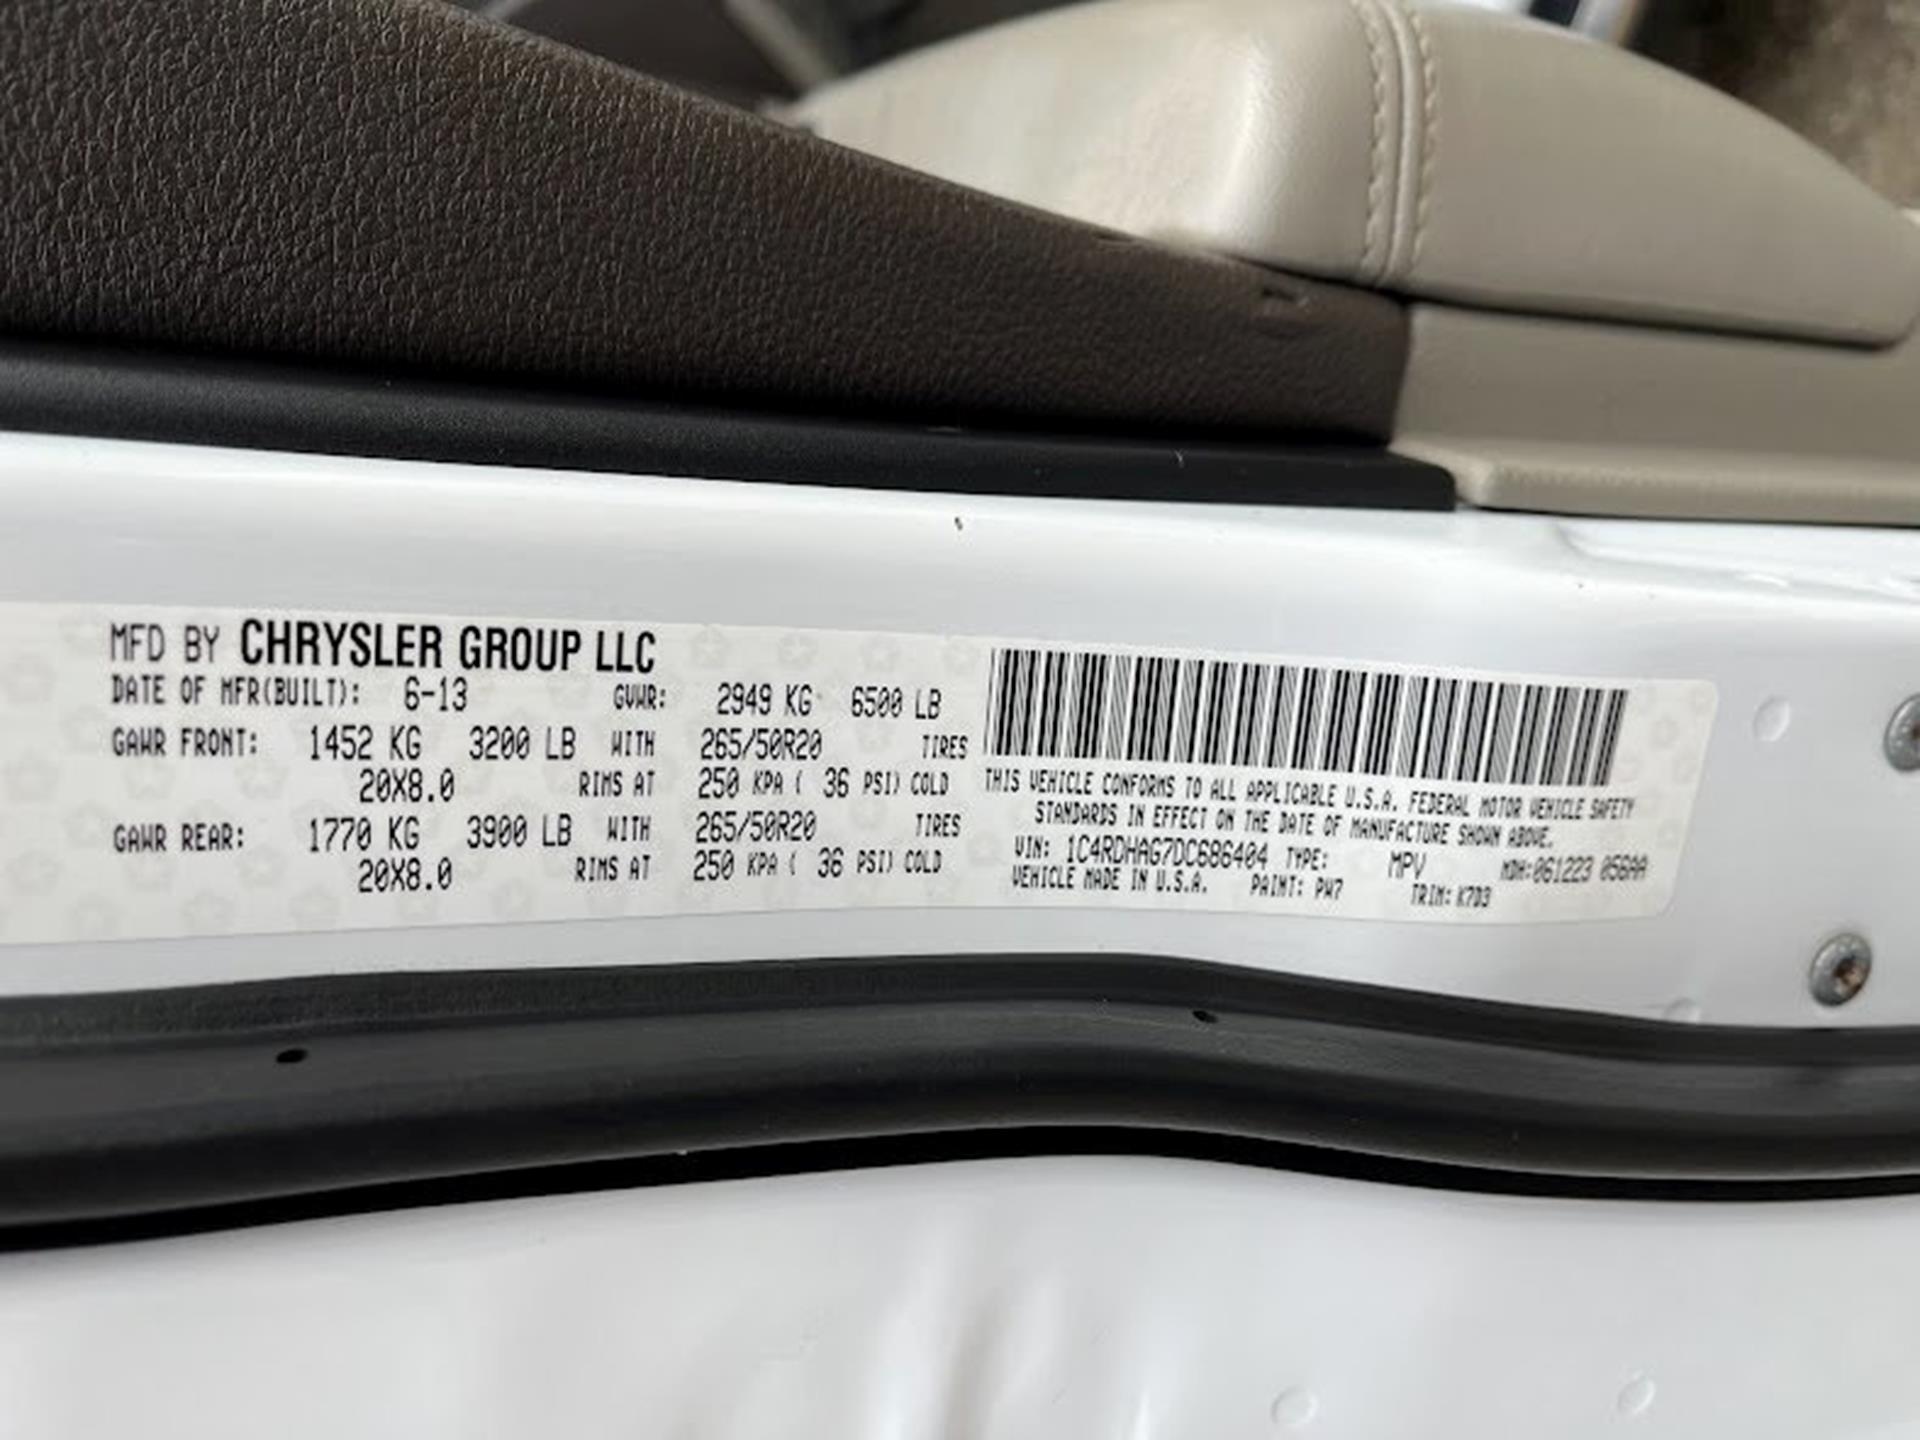 MFD BY CHRYSLER GROUP LLC
DATE OF MFR(BUILT): 6-13 GVWR: 2949 KG 6500 LB
GAWR FRONT: 1452 KG 3200 LB WITH 265/50R20 TIRES
20X8.0 RIMS AT 250 KPA ( 36 PSI) COLD
GAWR REAR: 1770 KG 3900 LB WITH 265/50R20 TIRES
20X8.0 RIMS AT 250 KPA ( 36 PSI) COLD
THIS VEHICLE CONFORMS TO ALL APPLICABLE U.S.A. FEDERAL MOTOR VEHICLE SAFETY
STANDARDS IN EFFECT ON THE DATE OF MANUFACTURE SHOWN ABOVE.
VIN: 1C4RDHAG7DC686404 TYPE: MPV MDH:061223 056AA
VEHICLE MADE IN U.S.A. PAINT: PW7 TRIM: K7D3